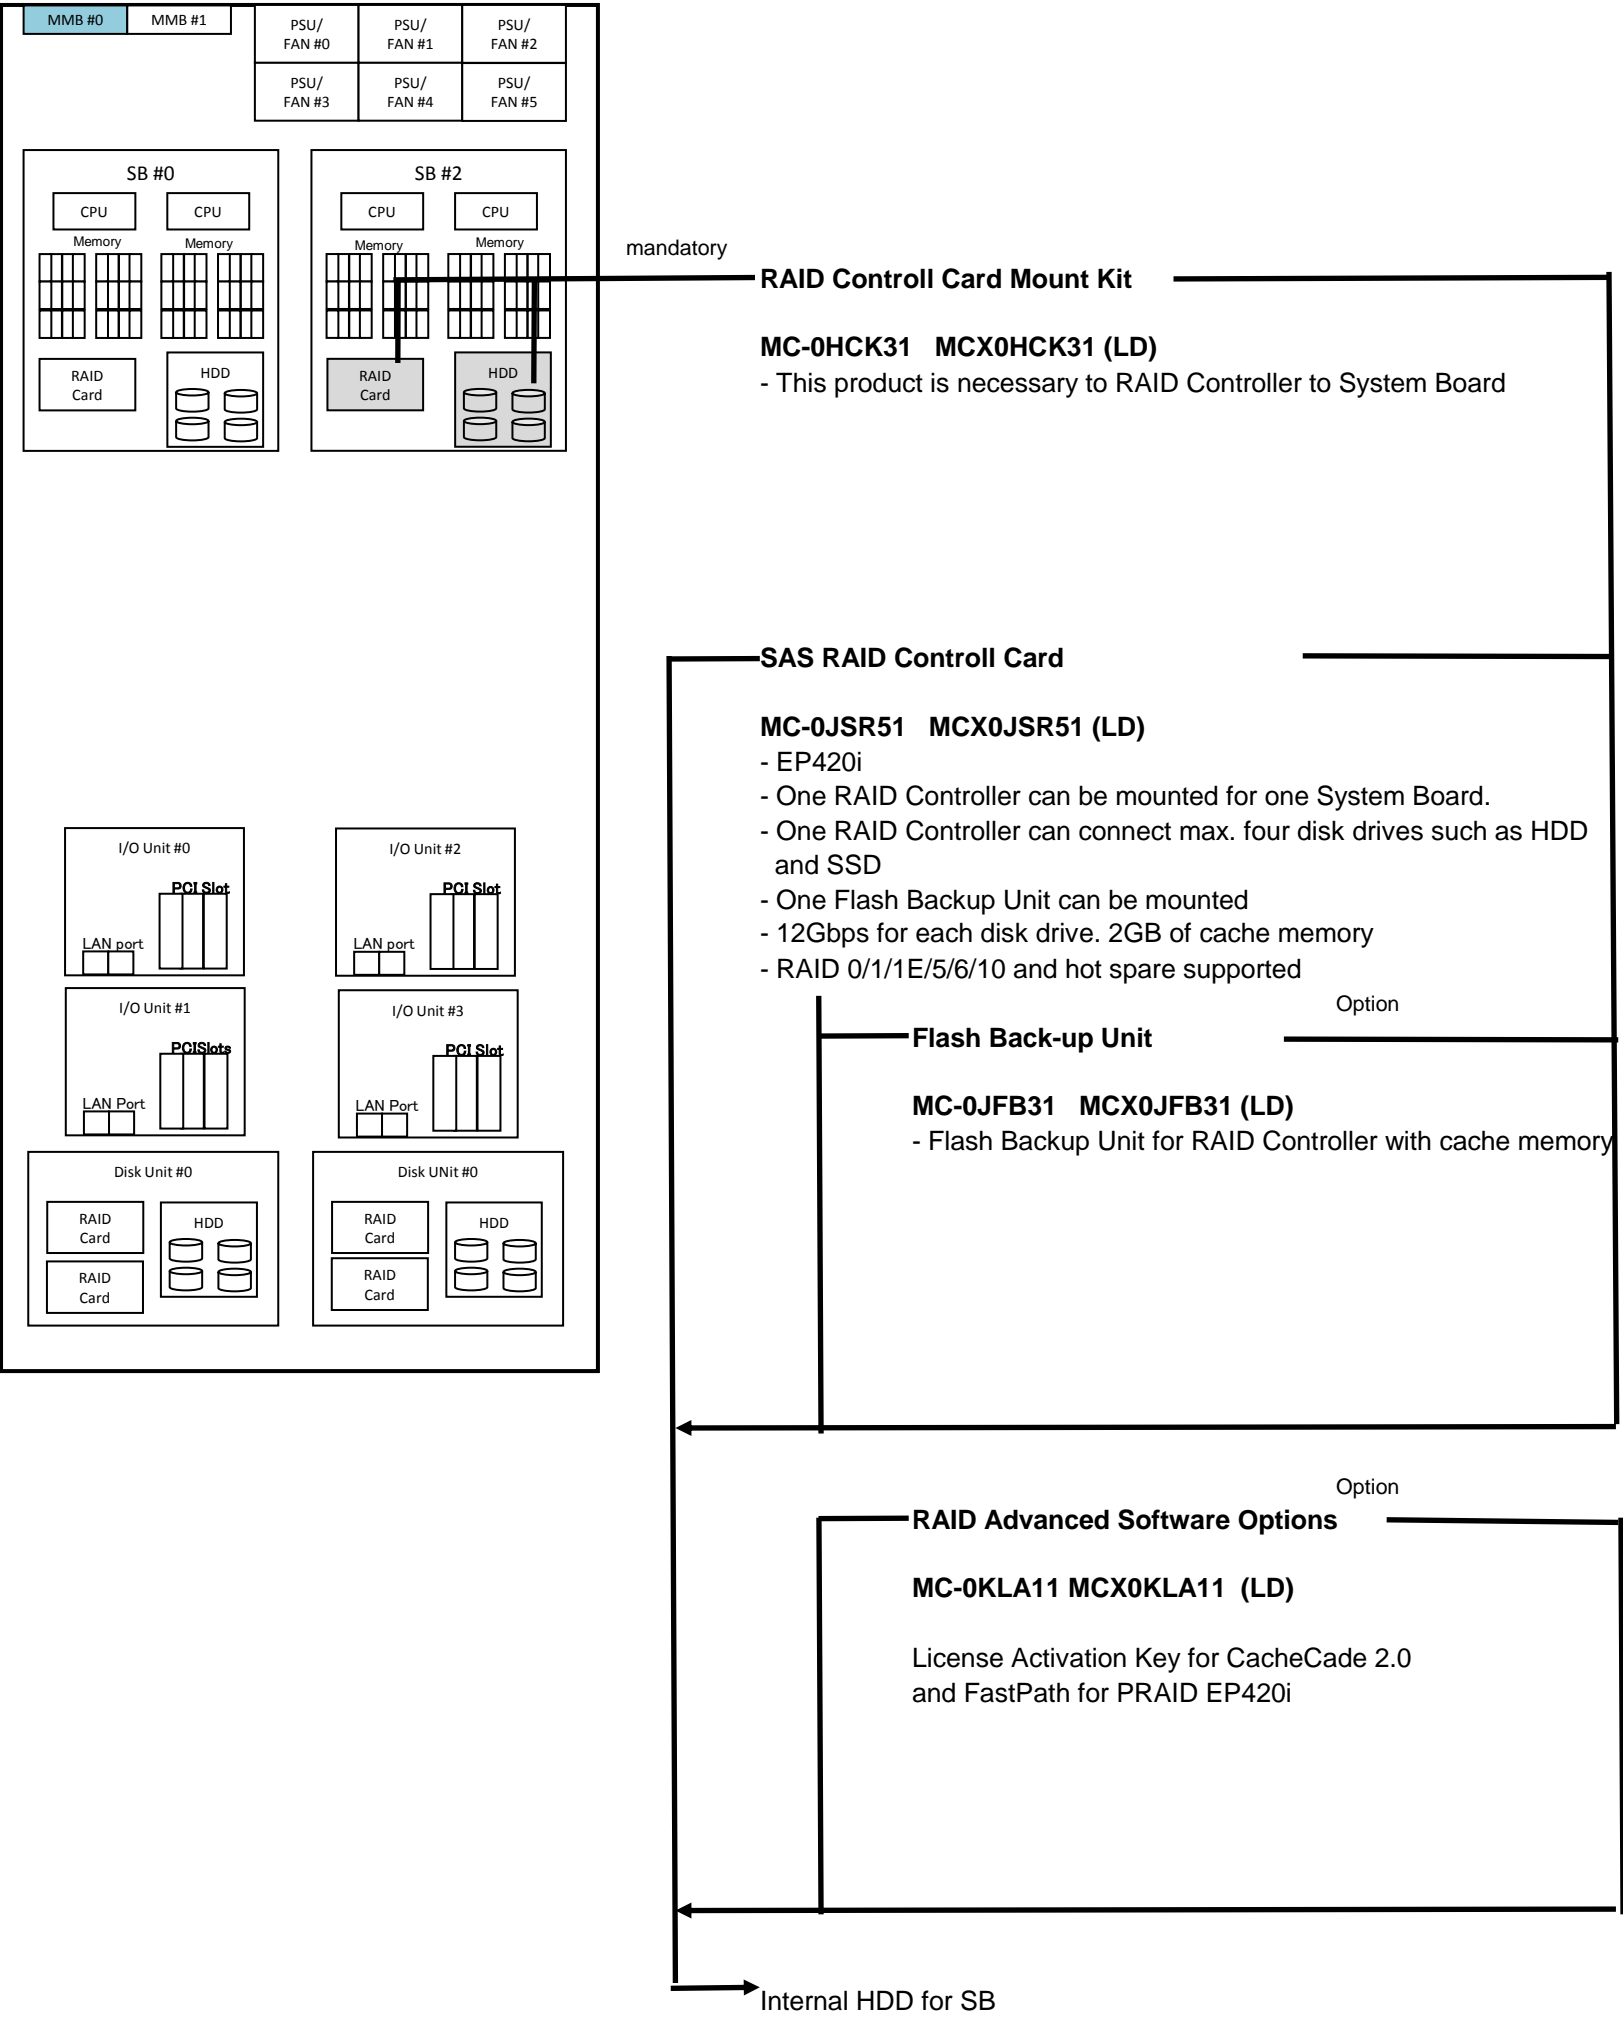 MMB #0
MMB #1
PSU/
FAN #0
PSU/
FAN #1
PSU/
FAN #2
PSU/
FAN #3
PSU/
FAN #4
PSU/
FAN #5
SB #0
CPU
CPU
Memory
Memory
RAID
Card
HDD
SB #2
CPU
CPU
Memory
Memory
RAID
Card
HDD
mandatory
RAID Controll Card Mount Kit
MC-0HCK31 MCX0HCK31 (LD)
- This product is necessary to RAID Controller to System Board
SAS RAID Controll Card
MC-0JSR51 MCX0JSR51 (LD)
- EP420i
- One RAID Controller can be mounted for one System Board.
- One RAID Controller can connect max. four disk drives such as HDD
and SSD
- One Flash Backup Unit can be mounted
- 12Gbps for each disk drive. 2GB of cache memory
- RAID 0/1/1E/5/6/10 and hot spare supported
Option
Flash Back-up Unit
MC-0JFB31 MCX0JFB31 (LD)
- Flash Backup Unit for RAID Controller with cache memory
I/O Unit #0
PCI Slot
LAN port
I/O Unit #2
PCI Slot
LAN port
I/O Unit #1
PCISlots
LAN Port
I/O Unit #3
PCI Slot
LAN Port
Disk Unit #0
RAID
Card
RAID
Card
HDD
Disk UNit #0
RAID
Card
RAID
Card
HDD
Option
RAID Advanced Software Options
MC-0KLA11 MCX0KLA11 (LD)
License Activation Key for CacheCade 2.0
and FastPath for PRAID EP420i
Internal HDD for SB